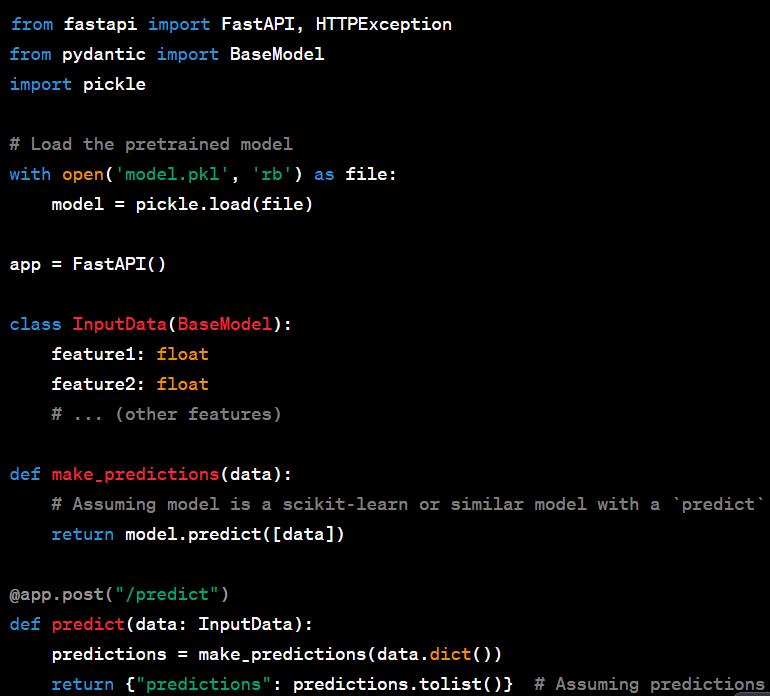 from fastapi import FastAPI, HTTPException
from pydantic import BaseModel
import pickle

# Load the pretrained model
with open('model.pkl', 'rb') as file:
    model = pickle.load(file)

app = FastAPI()

class InputData(BaseModel):
    feature1: float
    feature2: float
    # ... (other features)

def make_predictions(data):
    # Assuming model is a scikit-learn or similar model with a `predict`
    return model.predict([data])

@app.post("/predict")
def predict(data: InputData):
    predictions = make_predictions(data.dict())
    return {"predictions": predictions.tolist()}  # Assuming predictions